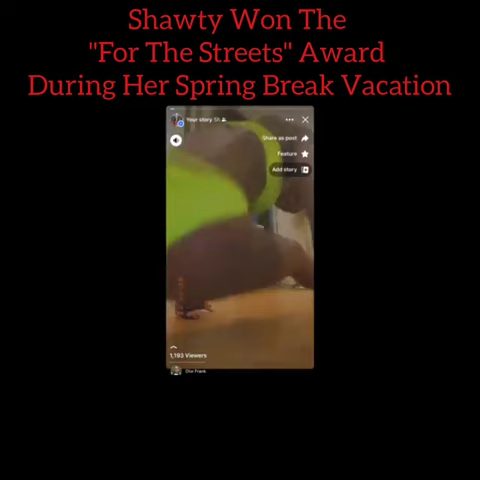 Shawty Won The
"For The Streets" Award
During Her Spring Break Vacation
Your story 5h
Share as post
Feature
Add story
1,193 Viewers